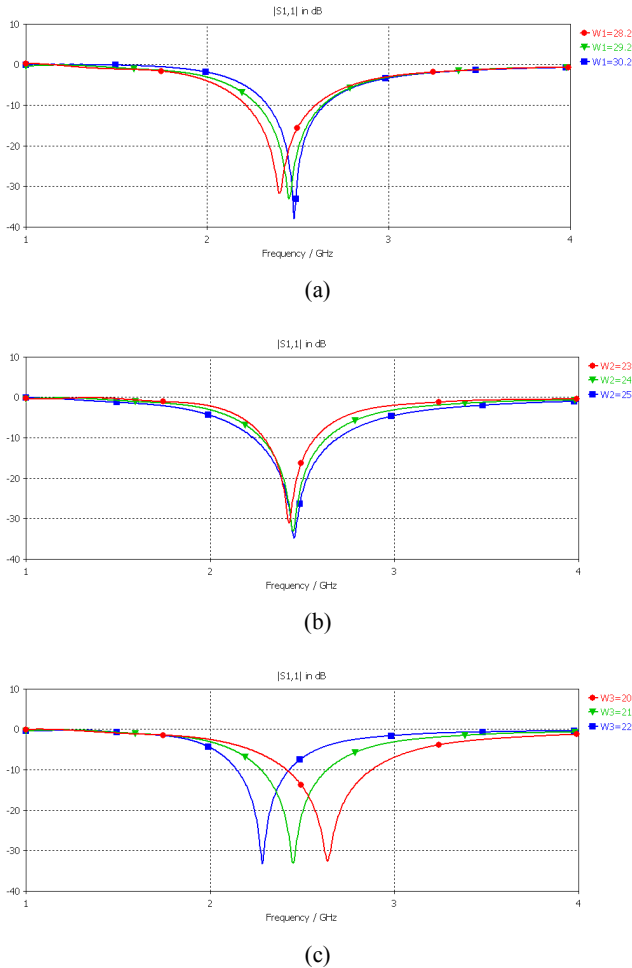 |S1,1| in dB
10
0
-10
-20
-30
-40
1
2
3
4
Frequency / GHz
W1=28.2
W1=29.2
W1=30.2
(a)
|S1,1| in dB
10
0
-10
-20
-30
-40
1
2
3
4
Frequency / GHz
W2=23
W2=24
W2=25
(b)
|S1,1| in dB
10
0
-10
-20
-30
-40
1
2
3
4
Frequency / GHz
W3=20
W3=21
W3=22
(c)